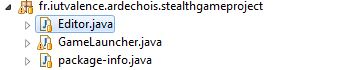 fr.iutvalence.ardechois.stealthgameproject
Editor.java
GameLauncher.java
package-info.java